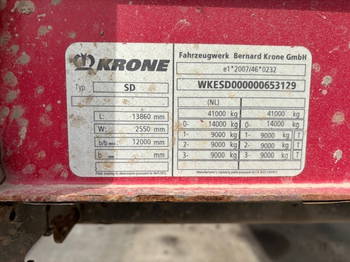 KRONE
Typ SD
L: 13860 mm
W: 2550 mm
b/b max: 12000 mm
b mm
Fahrzeugwerk Bernard Krone GmbH
e1*2007/46*0232
WKESD000000653129
(NL)
41000 kg 41000 kg
0- 14000 kg 0- 14000 kg
1- 9000 kg 1- 9000 kg T
2- 9000 kg 2- 9000 kg T
3- 9000 kg 3- 9000 kg T